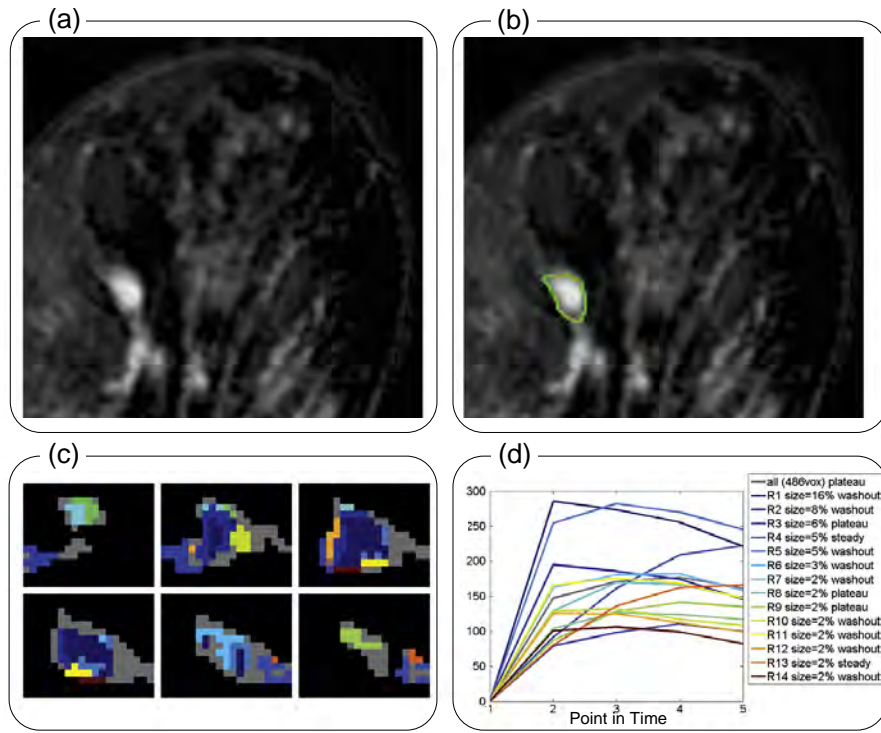 (a)
(b)
(c)
(d)
300
250
200
150
100
50
0
1
2
3
4
5
Point in Time
all (486vox) plateau
R1 size=16% washout
R2 size=8% washout
R3 size=6% plateau
R4 size=5% steady
R5 size=5% washout
R6 size=3% washout
R7 size=2% washout
R8 size=2% plateau
R9 size=2% plateau
R10 size=2% washout
R11 size=2% washout
R12 size=2% washout
R13 size=2% steady
R14 size=2% washout